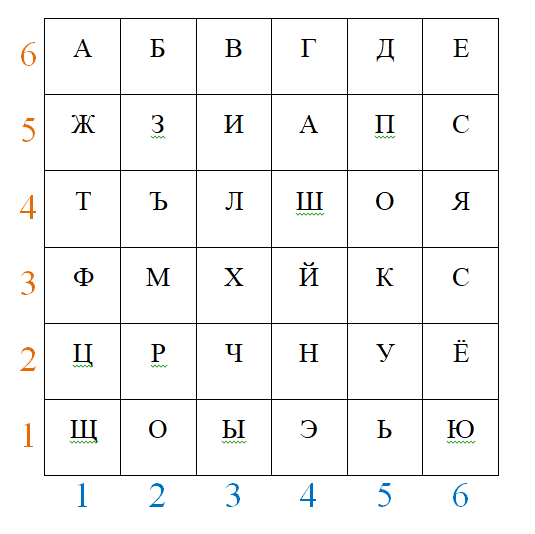 6 А Б В Г Д Е
5 Ж З И А П С
4 Т Ъ Л Ш О Я
3 Ф М Х Й К С
2 Ц Р Ч Н У Ё
1 Щ О Ы Э Ь Ю
1 2 3 4 5 6